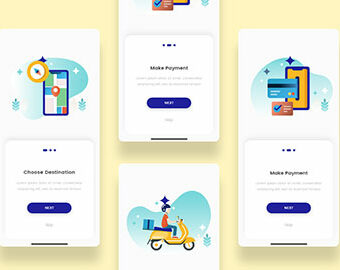 Make Payment
Lorem ipsum dolor sit amet, consectetur
adipiscing elit, sed do eiusmod tempor
NEXT
Skip
Choose Destination
Lorem ipsum dolor sit amet, consectetur
adipiscing elit, sed do eiusmod tempor
NEXT
Skip
Make Payment
Lorem ipsum dolor sit amet, consectetur
adipiscing elit, sed do eiusmod tempor
NEXT
Skip